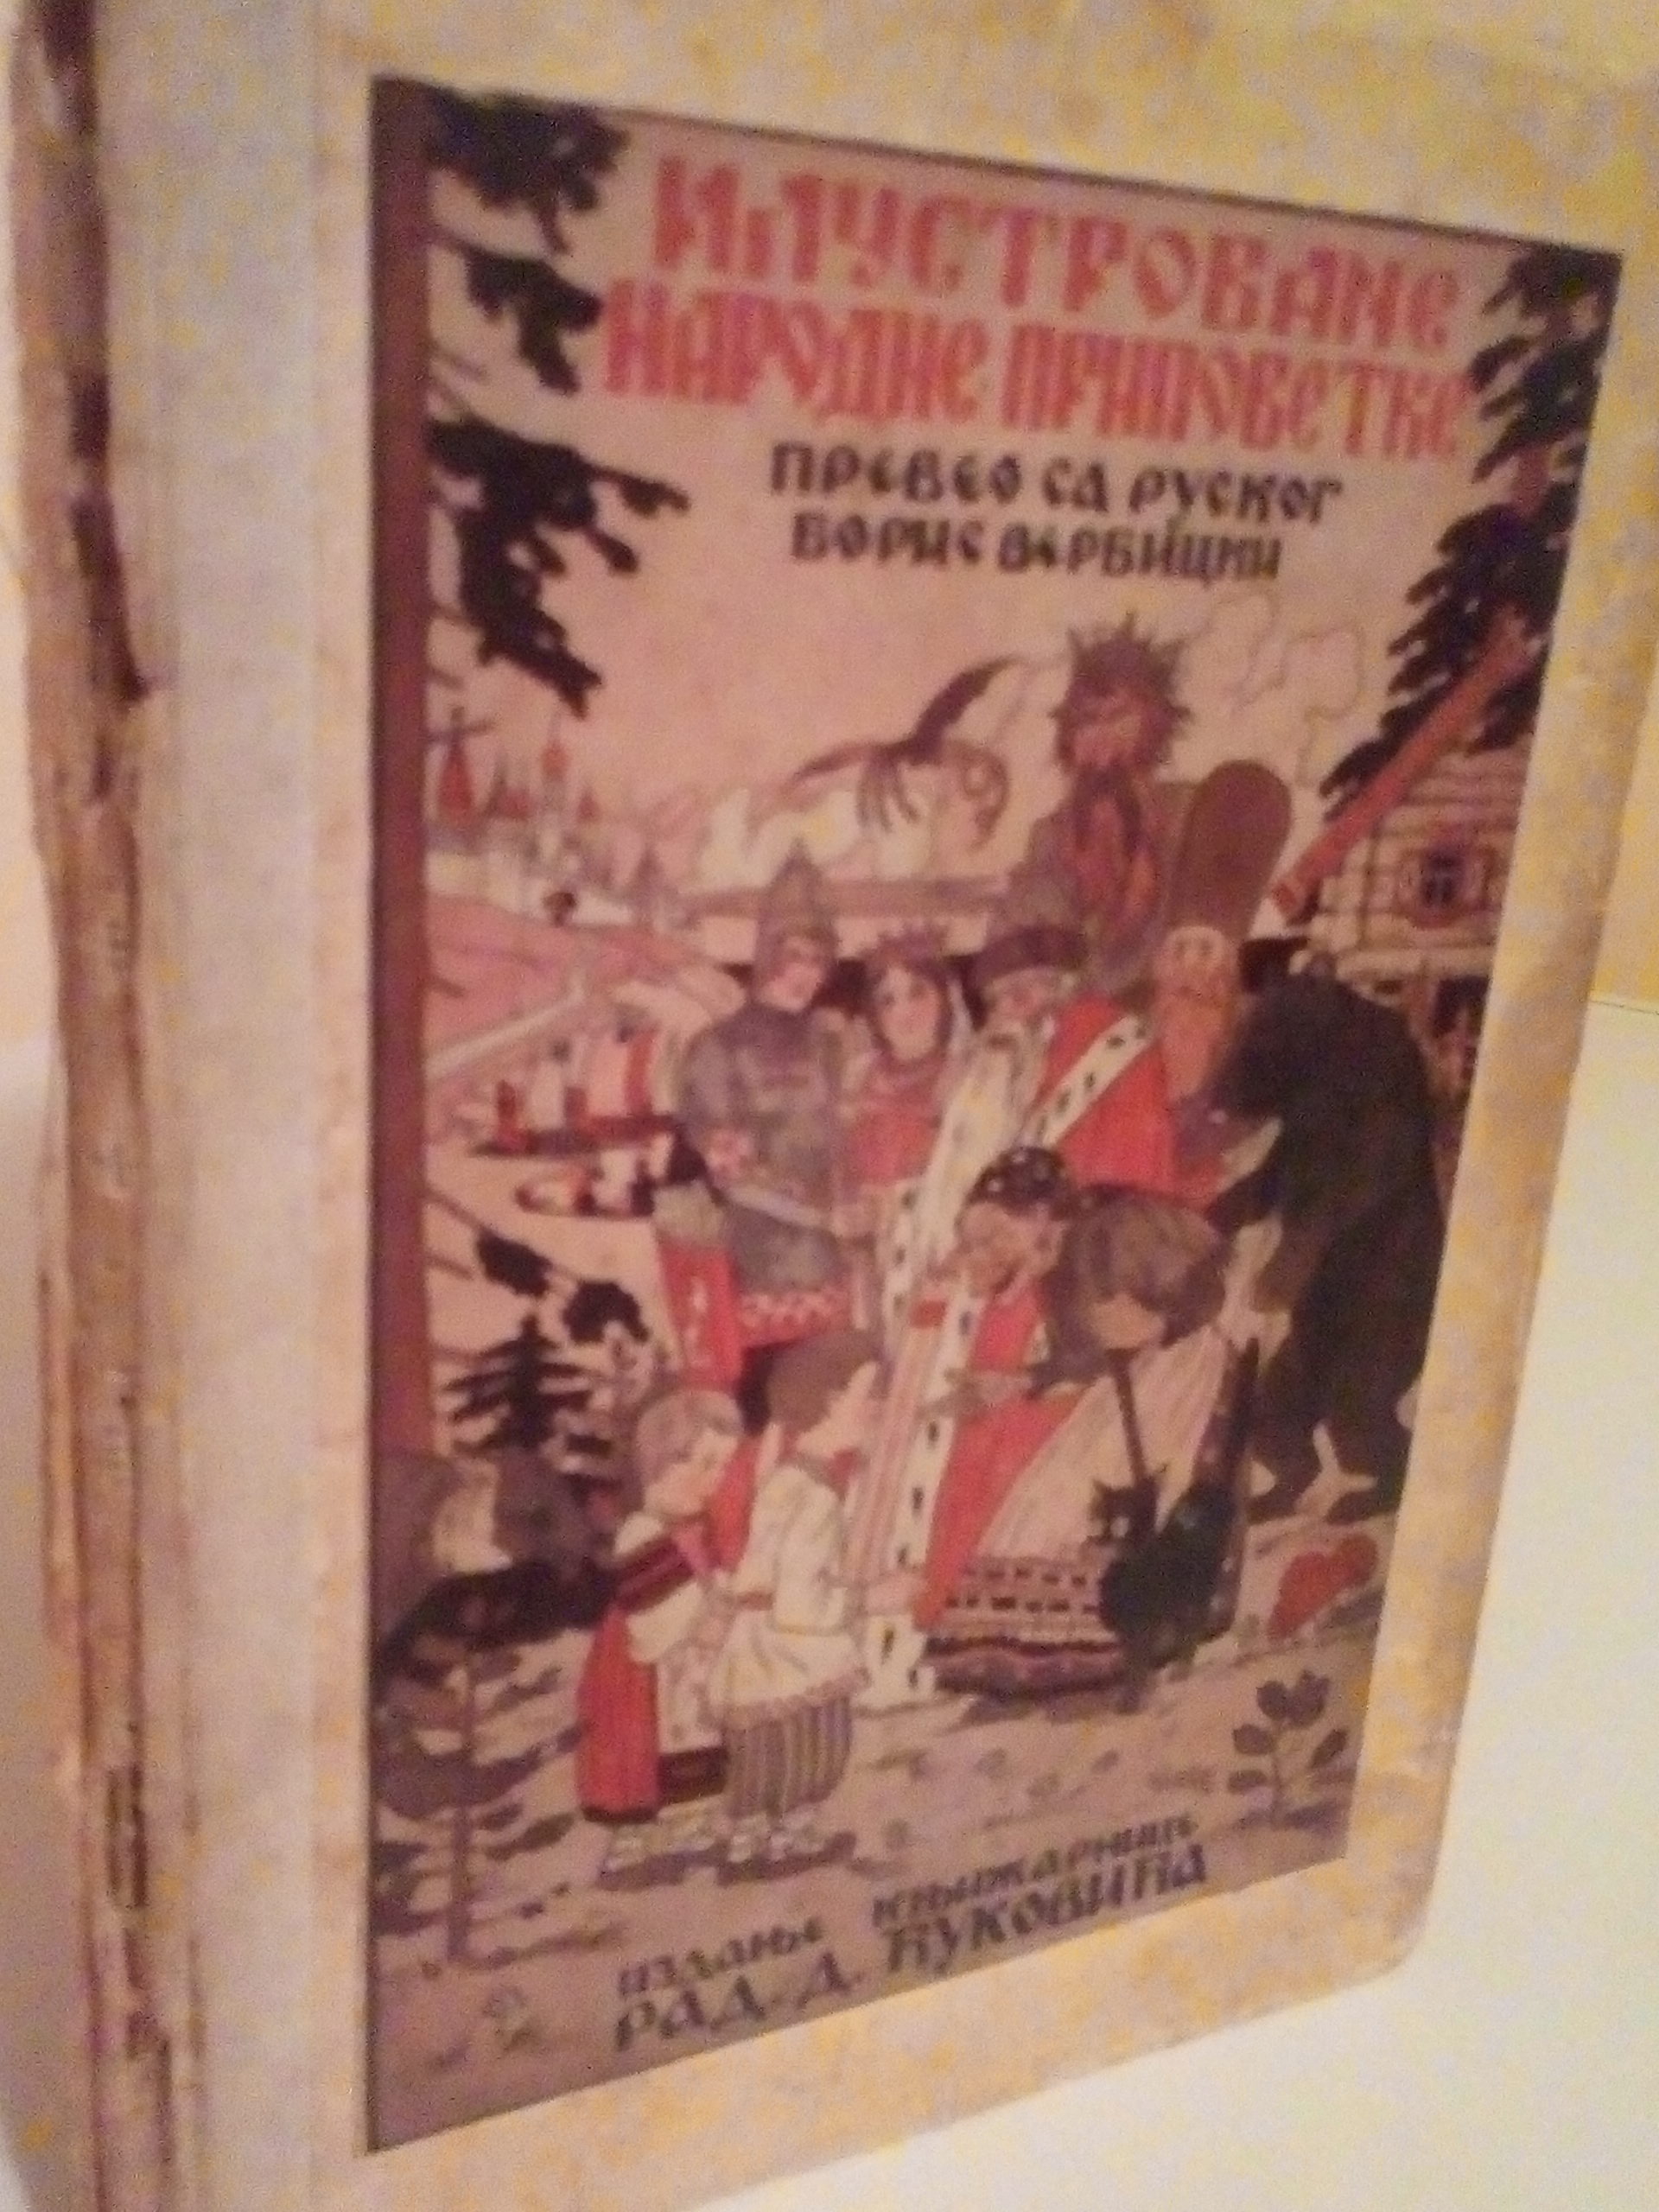 ИЛУСТРОВАНЕ
НАРОДНЕ ПРИПОВЕТКЕ
ПРЕВЕО СА РУСКОГ
БОРИС ВЕРБИЦКИ
ИЗДАЊЕ КЊИЖАРНИЦЕ
РАД. Д. ЋУКОВИЋА